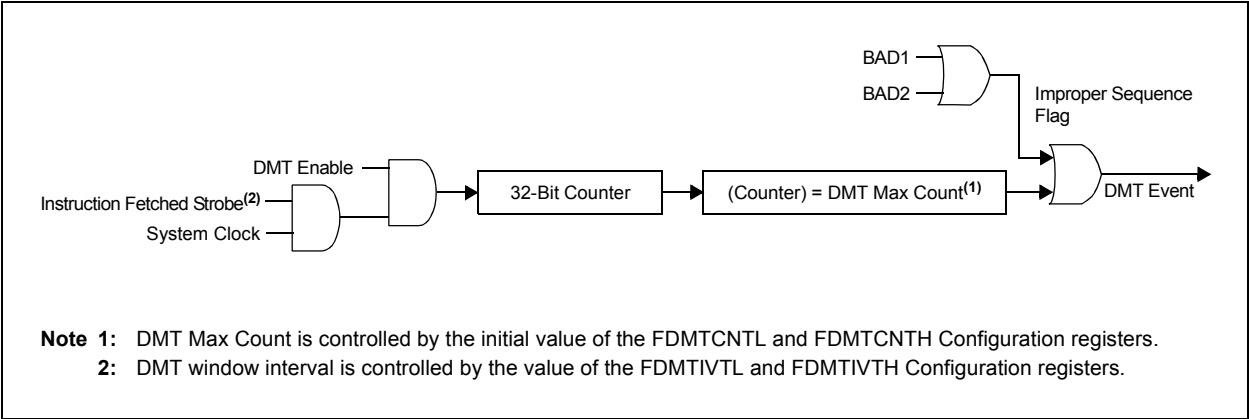 BAD1
BAD2
Improper Sequence
Flag
DMT Enable
Instruction Fetched Strobe(2)
System Clock
32-Bit Counter
(Counter) = DMT Max Count(1)
DMT Event
Note 1: DMT Max Count is controlled by the initial value of the FDMTCNTL and FDMTCNTH Configuration registers.
2: DMT window interval is controlled by the value of the FDMTIVTL and FDMTIVTH Configuration registers.